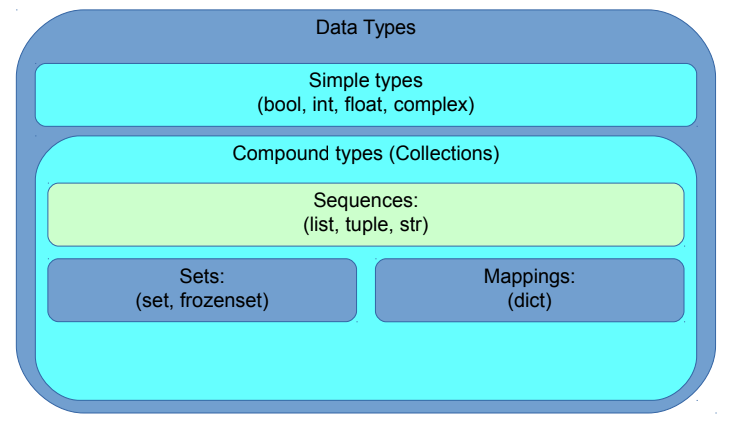 Data Types
Simple types
(bool, int, float, complex)
Compound types (Collections)
Sequences:
(list, tuple, str)
Sets:
(set, frozenset)
Mappings:
(dict)